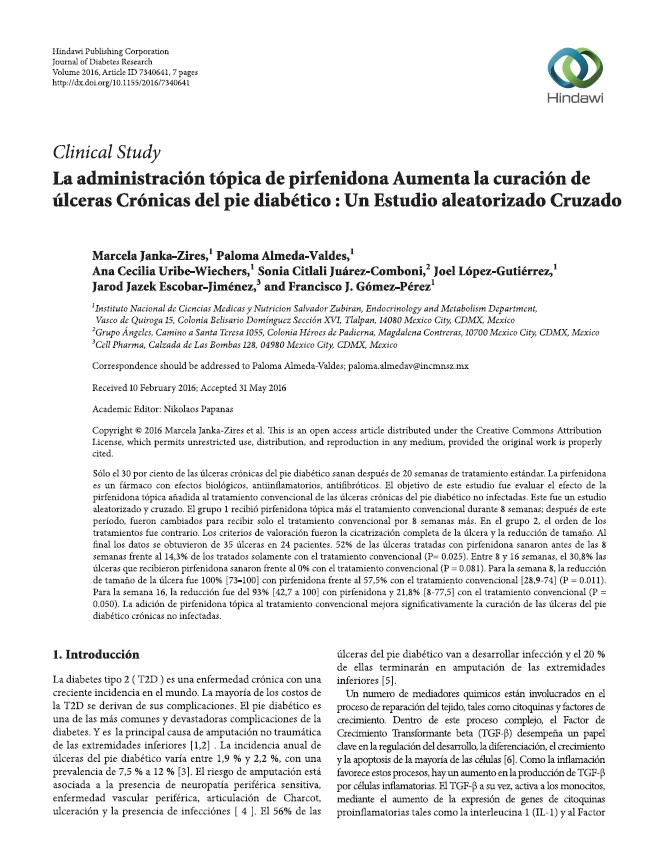 Hindawi Publishing Corporation
Journal of Diabetes Research
Volume 2016, Article ID 7340641, 7 pages
http://dx.doi.org/10.1155/2016/7340641
Hindawi
Clinical Study
La administración tópica de pirfenidona Aumenta la curación de
úlceras Crónicas del pie diabético : Un Estudio aleatorizado Cruzado
Marcela Janka-Zires,1 Paloma Almeda-Valdes,1
Ana Cecilia Uribe-Wiechers,1 Sonia Citlali Juárez-Comboni,2 Joel López-Gutiérrez,1
Jarod Jazek Escobar-Jiménez,3 and Francisco J. Gómez-Pérez1
1Instituto Nacional de Ciencias Medicas y Nutricion Salvador Zubiran, Endocrinology and Metabolism Department,
Vasco de Quiroga 15, Colonia Belisario Domínguez Sección XVI, Tlalpan, 14080 Mexico City, CDMX, Mexico
2Grupo Ángeles, Camino a Santa Teresa 1055, Colonia Héroes de Padierna, Magdalena Contreras, 10700 Mexico City, CDMX, Mexico
3Cell Pharma, Calzada de Las Bombas 128, 04980 Mexico City, CDMX, Mexico
Correspondence should be addressed to Paloma Almeda-Valdes; paloma.almedav@incmnsz.mx
Received 10 February 2016; Accepted 31 May 2016
Academic Editor: Nikolaos Papanas
Copyright © 2016 Marcela Janka-Zires et al. This is an open access article distributed under the Creative Commons Attribution
License, which permits unrestricted use, distribution, and reproduction in any medium, provided the original work is properly
cited.
Sólo el 30 por ciento de las úlceras crónicas del pie diabético sanan después de 20 semanas de tratamiento estándar. La pirfenidona
es un fármaco con efectos biológicos, antiinflamatorios, antifibróticos. El objetivo de este estudio fue evaluar el efecto de la
pirfenidona tópica añadida al tratamiento convencional de las úlceras crónicas del pie diabético no infectadas. Este fue un estudio
aleatorizado y cruzado. El grupo 1 recibió pirfenidona tópica más el tratamiento convencional durante 8 semanas; después de este
período, fueron cambiados para recibir solo el tratamiento convencional por 8 semanas más. En el grupo 2, el orden de los
tratamientos fue contrario. Los criterios de valoración fueron la cicatrización completa de la úlcera y la reducción de tamaño. Al
final los datos se obtuvieron de 35 úlceras en 24 pacientes. 52% de las úlceras tratadas con pirfenidona sanaron antes de las 8
semanas frente al 14,3% de los tratados solamente con el tratamiento convencional (P= 0.025). Entre 8 y 16 semanas, el 30,8% las
úlceras que recibieron pirfenidona sanaron frente al 0% con el tratamiento convencional (P = 0.081). Para la semana 8, la reducción
de tamaño de la úlcera fue 100% [73–100] con pirfenidona frente al 57,5% con el tratamiento convencional [28,9-74] (P = 0.011).
Para la semana 16, la reducción fue del 93% [42,7 a 100] con pirfenidona y 21,8% [8-77,5] con el tratamiento convencional (P =
0.050). La adición de pirfenidona tópica al tratamiento convencional mejora significativamente la curación de las úlceras del pie
diabético crónicas no infectadas.
1. Introducción
La diabetes tipo 2 ( T2D ) es una enfermedad crónica con una
creciente incidencia en el mundo. La mayoría de los costos de
la T2D se derivan de sus complicaciones. El pie diabético es
una de las más comunes y devastadoras complicaciones de la
diabetes. Y es la principal causa de amputación no traumática
de las extremidades inferiores [1,2] . La incidencia anual de
úlceras del pie diabético varía entre 1,9 % y 2,2 %, con una
prevalencia de 7,5 % a 12 % [3]. El riesgo de amputación está
asociada a la presencia de neuropatía periférica sensitiva,
enfermedad vascular periférica, articulación de Charcot,
ulceración y la presencia de infecciónes [ 4 ]. El 56% de las
úlceras del pie diabético van a desarrollar infección y el 20 %
de ellas terminarán en amputación de las extremidades
inferiores [5].
Un numero de mediadores quimicos están involucrados en el
proceso de reparación del tejido, tales como citoquinas y factores de
crecimiento. Dentro de este proceso complejo, el Factor de
Crecimiento Transformante beta (TGF-β) desempeña un papel
clave en la regulación del desarrollo, la diferenciación, el crecimiento
y la apoptosis de la mayoría de las células [6]. Como la inflamación
favorece estos procesos, hay un aumento en la producción de TGF-β
por células inflamatorias. El TGF-β a su vez, activa a los monocitos,
mediante el aumento de la expresión de genes de citoquinas
proinflamatorias tales como la interleucina 1 (IL-1) y al Factor